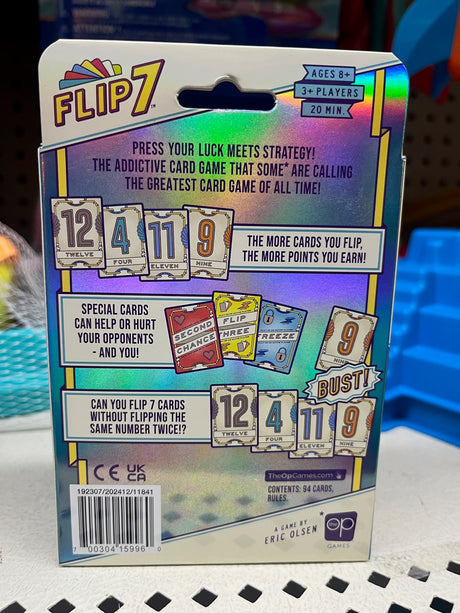 FLIP 7™
AGES 8+
3+ PLAYERS
20 MIN.
PRESS YOUR LUCK MEETS STRATEGY!
THE ADDICTIVE CARD GAME THAT SOME* ARE CALLING
THE GREATEST CARD GAME OF ALL TIME!
12
TWELVE
4
FOUR
11
ELEVEN
9
NINE
THE MORE CARDS YOU FLIP,
THE MORE POINTS YOU EARN!
SPECIAL CARDS
CAN HELP OR HURT
YOUR OPPONENTS
- AND YOU!
SECOND
CHANCE
FLIP
THREE
FREEZE
9
NINE
BUST!
CAN YOU FLIP 7 CARDS
WITHOUT FLIPPING THE
SAME NUMBER TWICE!?
12
TWELVE
4
FOUR
11
ELEVEN
9
NINE
CE UK
CA
192307/202412/11841
7 00304 15996 0
TheOpGames.com
CONTENTS: 94 CARDS,
RULES.
*
A GAME BY
ERIC OLSEN
the op
GAMES